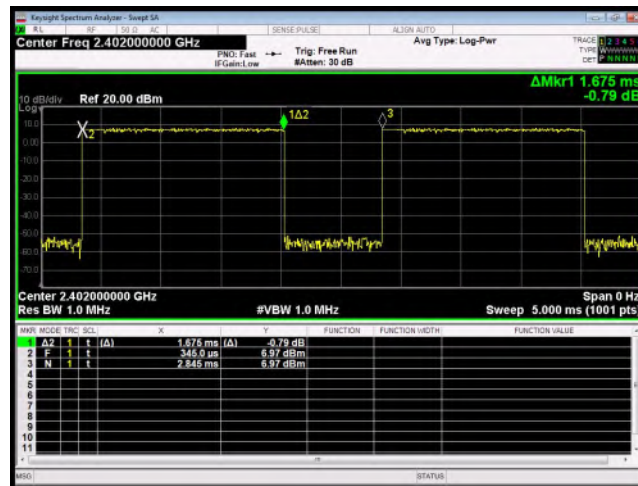 Keysight Spectrum Analyzer - Swept SA
RL RF 50 Ω AC SENSE:PULSE ALIGN AUTO
Center Freq 2.402000000 GHz
PNO: Fast
IFGain:Low
Trig: Free Run
#Atten: 30 dB
Avg Type: Log-Pwr
TRACE 1 2 3 4 5
TYPE
DET P N N N N
ΔMkr1 1.675 ms
-0.79 dB
10 dB/div Ref 20.00 dBm
Log
10.0
0.00
-10.0
-20.0
-30.0
-40.0
-50.0
-60.0
-70.0
X2
1Δ2
3
Center 2.402000000 GHz Span 0 Hz
Res BW 1.0 MHz #VBW 1.0 MHz Sweep 5.000 ms (1001 pts)
MKR MODE TRC SCL X Y FUNCTION FUNCTION WIDTH FUNCTION VALUE
1 Δ2 1 t (Δ) 1.675 ms (Δ) -0.79 dB
2 F 1 t 345.0 µs 6.97 dBm
3 N 1 t 2.845 ms 6.97 dBm
4
5
6
7
8
9
10
11
MSG STATUS